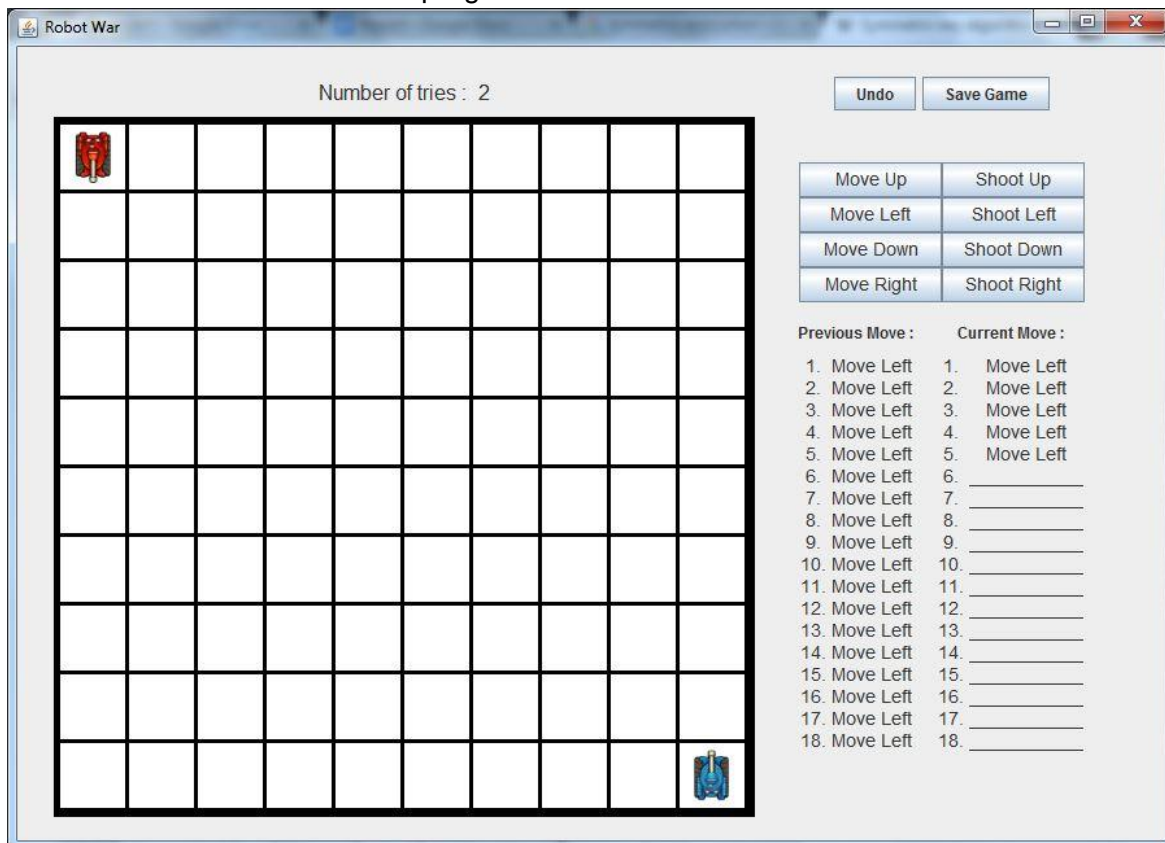 Robot War
Number of tries : 2
Undo Save Game
Move Up Shoot Up
Move Left Shoot Left
Move Down Shoot Down
Move Right Shoot Right
Previous Move : Current Move :
1. Move Left 1. Move Left
2. Move Left 2. Move Left
3. Move Left 3. Move Left
4. Move Left 4. Move Left
5. Move Left 5. Move Left
6. Move Left 6.
7. Move Left 7.
8. Move Left 8.
9. Move Left 9.
10. Move Left 10.
11. Move Left 11.
12. Move Left 12.
13. Move Left 13.
14. Move Left 14.
15. Move Left 15.
16. Move Left 16.
17. Move Left 17.
18. Move Left 18.